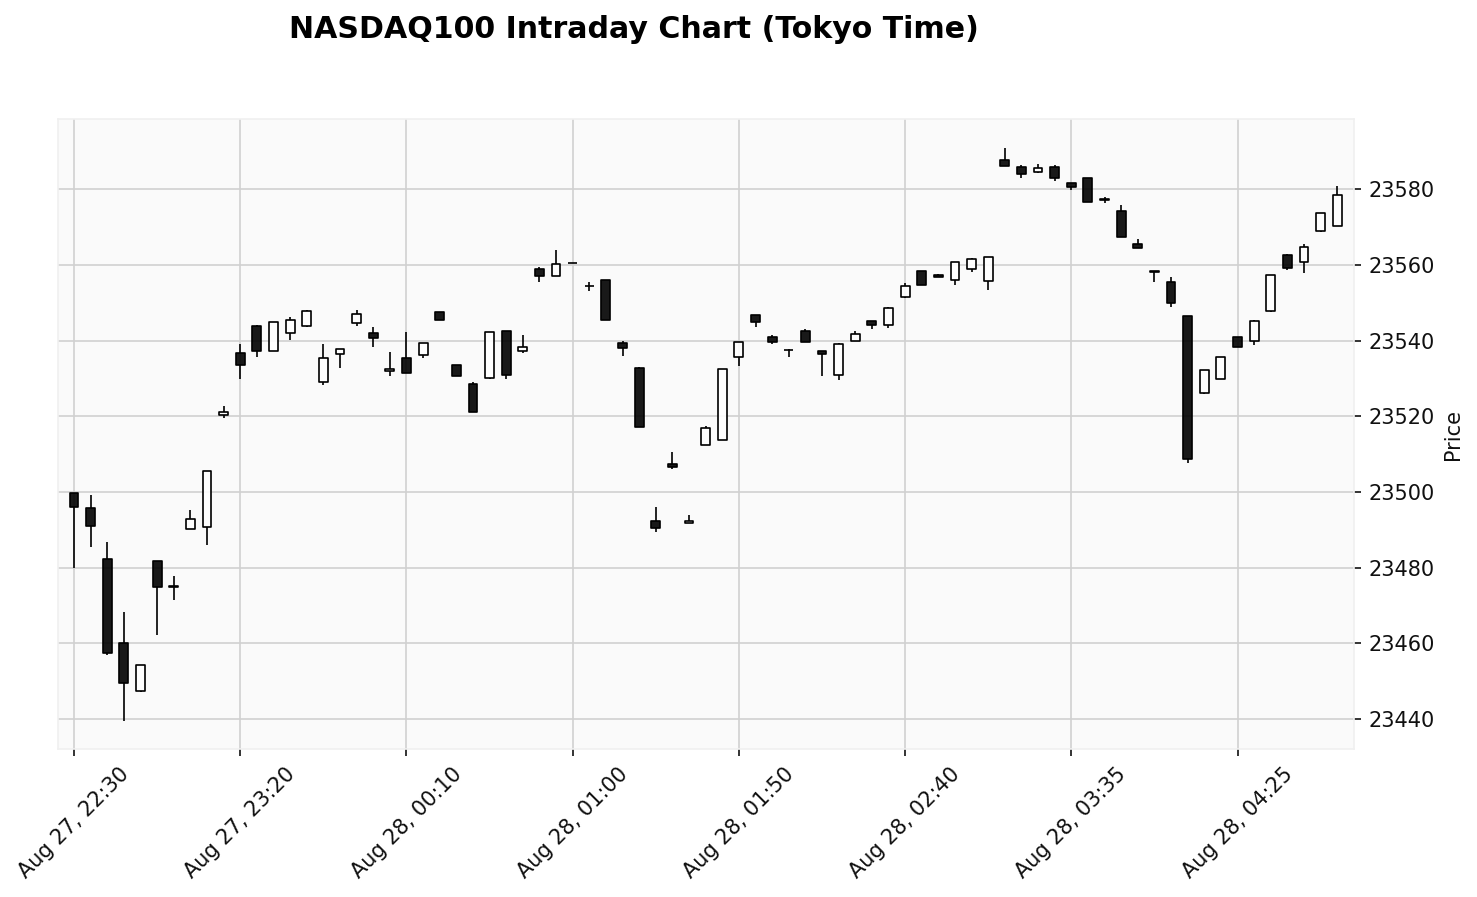 NASDAQ100 Intraday Chart (Tokyo Time)
23580
23560
23540
23520
23500
23480
23460
23440
Price
Aug 27, 22:30
Aug 27, 23:20
Aug 28, 00:10
Aug 28, 01:00
Aug 28, 01:50
Aug 28, 02:40
Aug 28, 03:35
Aug 28, 04:25